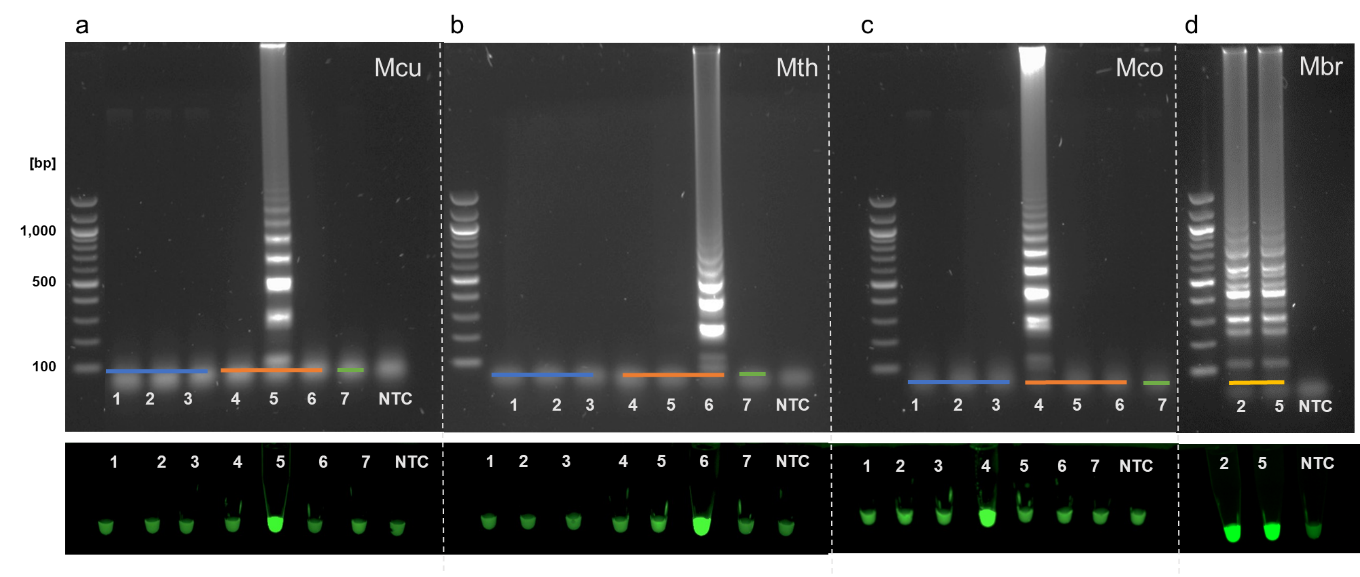 a b c d
Mcu Mth Mco Mbr
[bp]
1,000
500
100
1 2 3 4 5 6 7 NTC
1 2 3 4 5 6 7 NTC
1 2 3 4 5 6 7
2 5 NTC
1 2 3 4 5 6 7 NTC
1 2 3 4 5 6 7 NTC
1 2 3 4 5 6 7 NTC
2 5 NTC